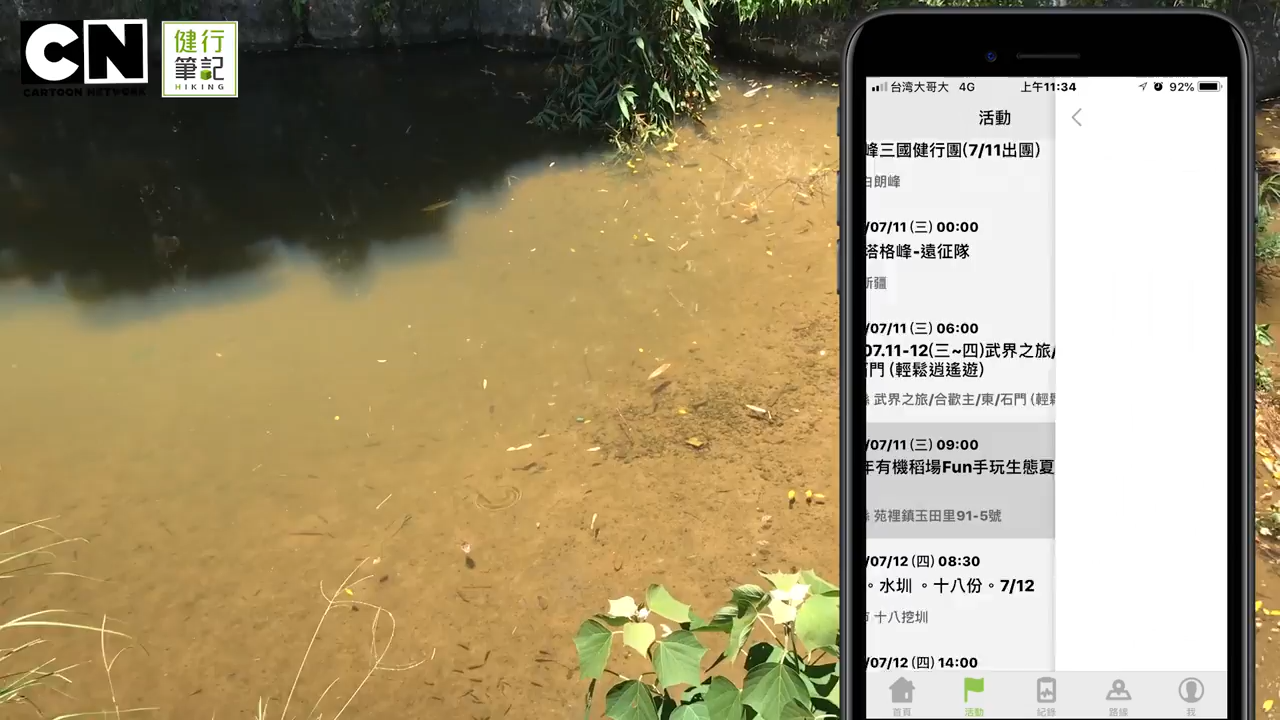 CN
CARTOON NETWORK
健行
筆記
HIKING
台湾大哥大 4G 上午11:34 92%
活動
峰三國健行團(7/11出團)
白朗峰
/07/11 (三) 00:00
塔格峰-遠征隊
新疆
/07/11 (三) 06:00
07.11-12(三~四)武界之旅/
石門 (輕鬆逍遙遊)
武界之旅/合歡主/東/石門 (輕鬆
/07/11 (三) 09:00
年有機稻場Fun手玩生態夏
苑裡鎮玉田里91-5號
/07/12 (四) 08:30
。水圳 。十八份。7/12
十八挖圳
/07/12 (四) 14:00
首頁 活動 記錄 路線 我